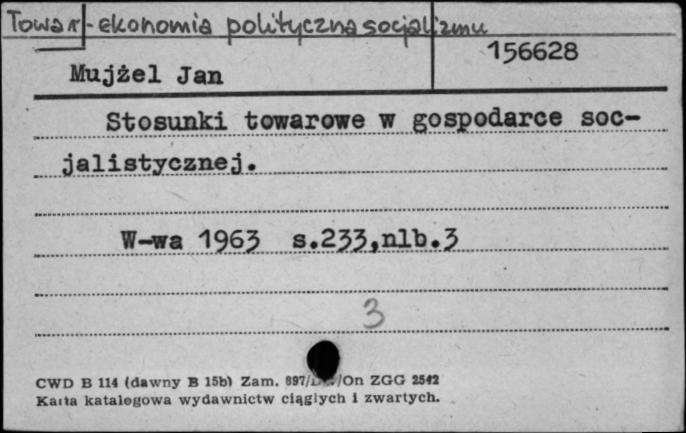 Towar - ekonomia polityczna socjalizmu
156628
Mujżel Jan
Stosunki towarowe w gospodarce soc-
jalistycznej.
W-wa 1963 s.233,nlb.3
3
CWD B 114 (dawny B 15b) Zam. 897/ /On ZGG 2542
Karta katalogowa wydawnictw ciągłych i zwartych.